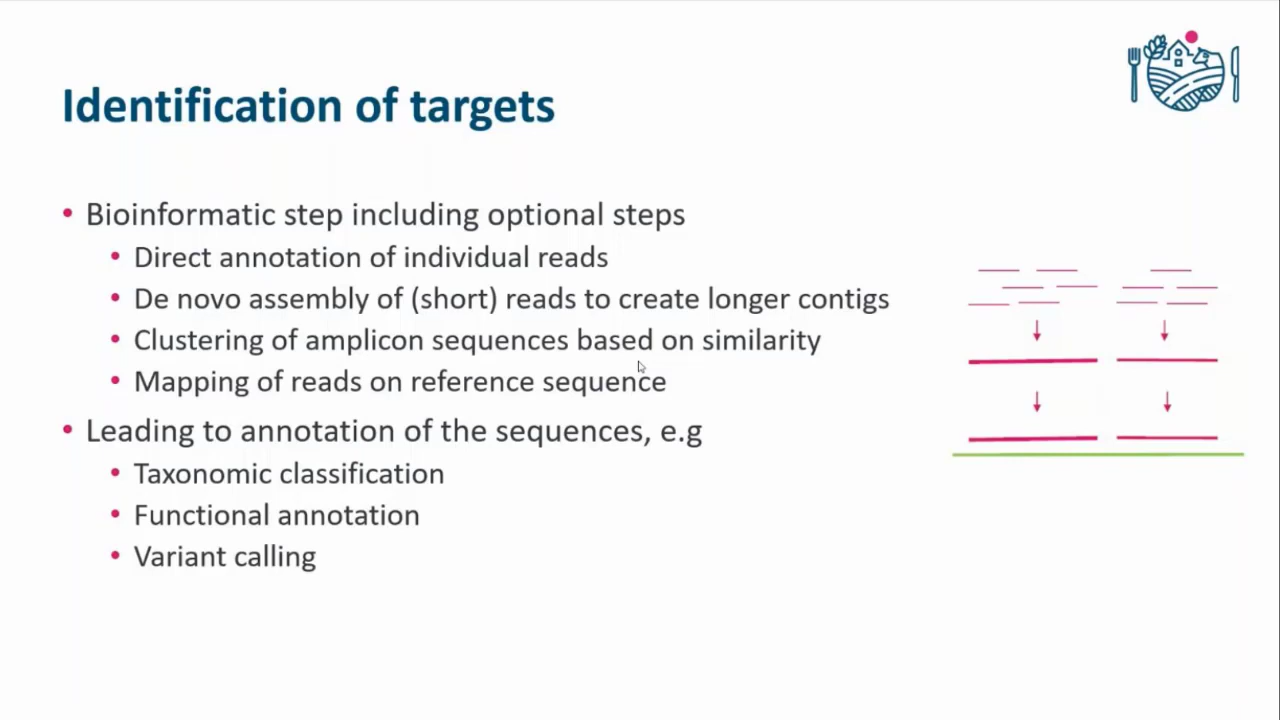 Identification of targets
• Bioinformatic step including optional steps
• Direct annotation of individual reads
• De novo assembly of (short) reads to create longer contigs
• Clustering of amplicon sequences based on similarity
• Mapping of reads on reference sequence
• Leading to annotation of the sequences, e.g
• Taxonomic classification
• Functional annotation
• Variant calling